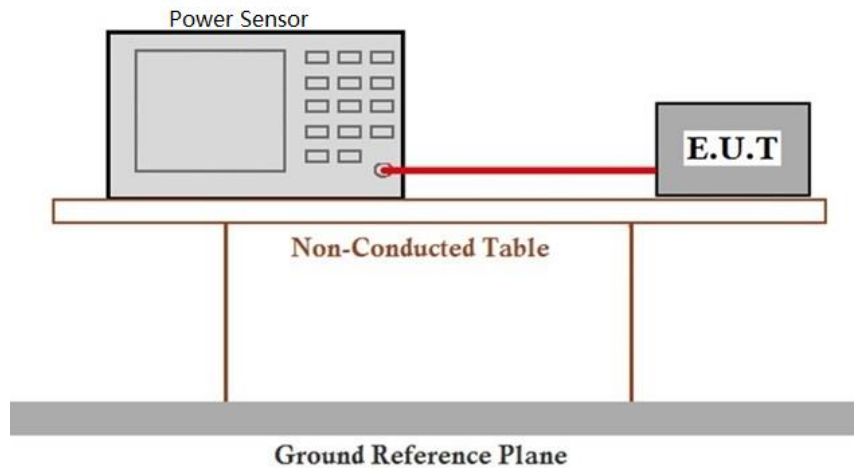 Power Sensor
E.U.T
Non-Conducted Table
Ground Reference Plane